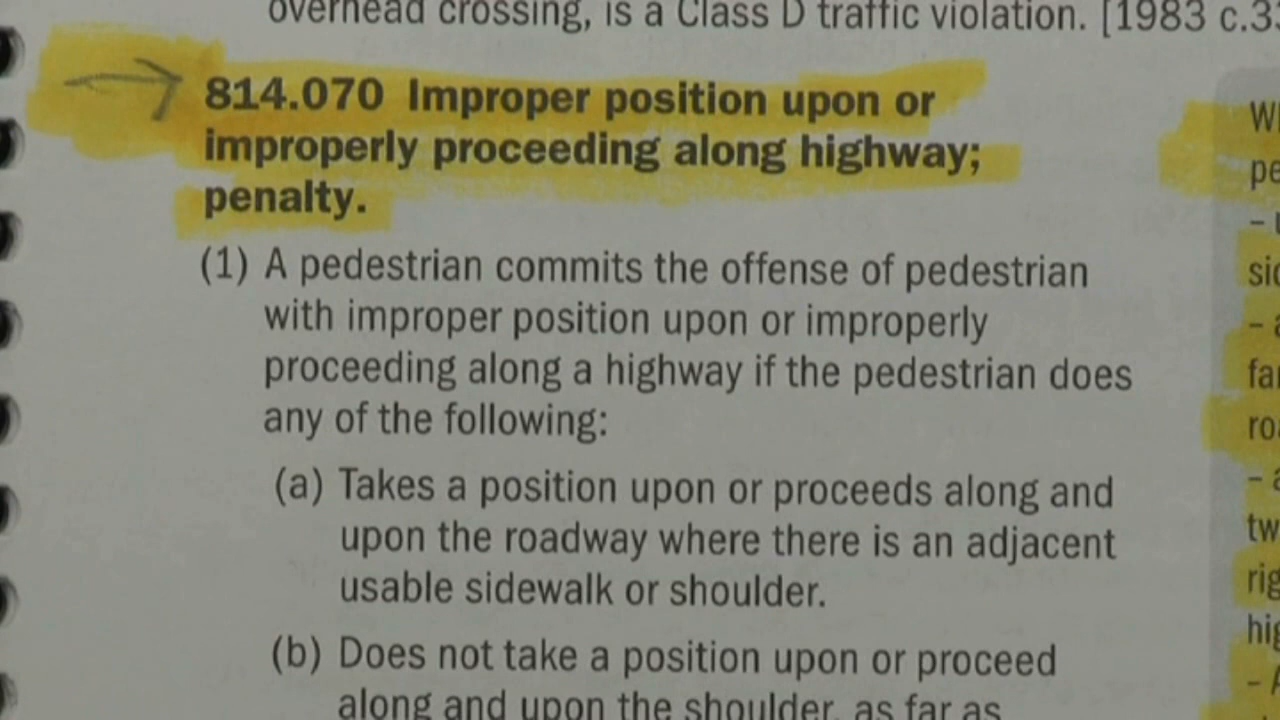 overhead crossing, is a Class D traffic violation. [1983 c.33
814.070 Improper position upon or
improperly proceeding along highway;
penalty.
(1) A pedestrian commits the offense of pedestrian
with improper position upon or improperly
proceeding along a highway if the pedestrian does
any of the following:
(a) Takes a position upon or proceeds along and
upon the roadway where there is an adjacent
usable sidewalk or shoulder.
(b) Does not take a position upon or proceed
along and upon the shoulder, as far as